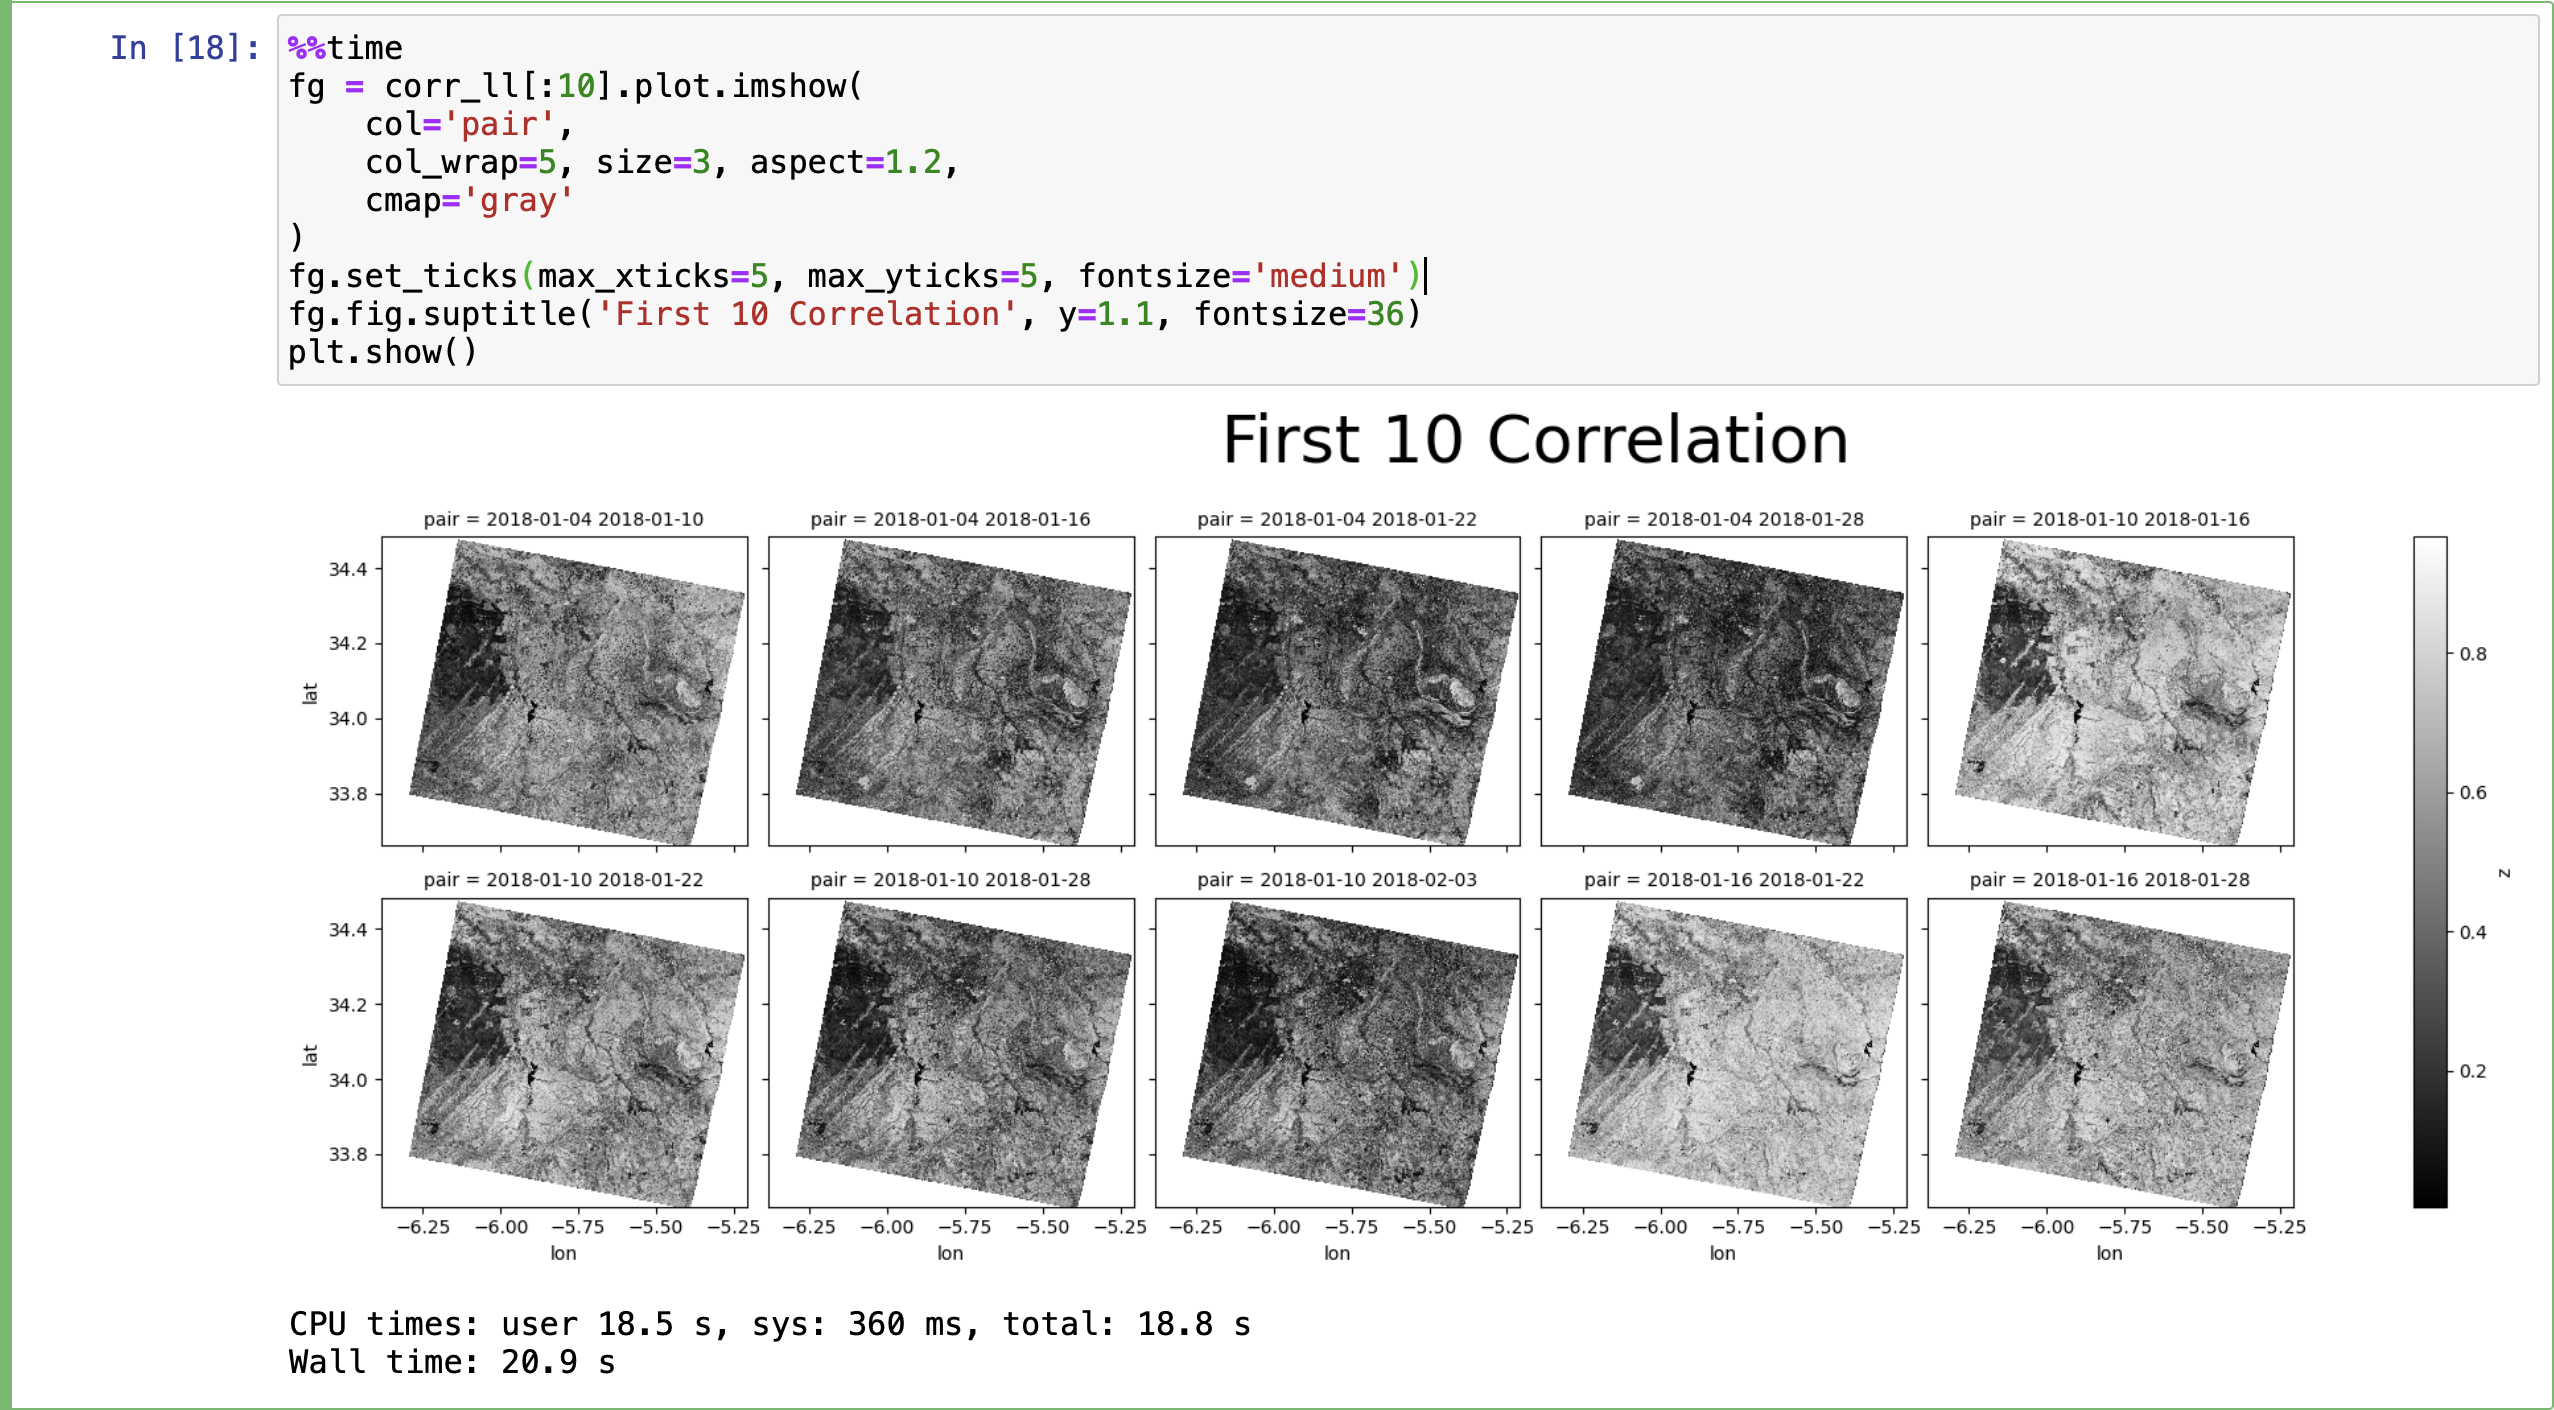 In [18]:
%%time
fg = corr_ll[:10].plot.imshow(
    col='pair',
    col_wrap=5, size=3, aspect=1.2,
    cmap='gray'
)
fg.set_ticks(max_xticks=5, max_yticks=5, fontsize='medium')
fg.fig.suptitle('First 10 Correlation', y=1.1, fontsize=36)
plt.show()
First 10 Correlation
pair = 2018-01-04 2018-01-10
pair = 2018-01-04 2018-01-16
pair = 2018-01-04 2018-01-22
pair = 2018-01-04 2018-01-28
pair = 2018-01-10 2018-01-16
34.4
34.2
34.0
33.8
lat
pair = 2018-01-10 2018-01-22
pair = 2018-01-10 2018-01-28
pair = 2018-01-10 2018-02-03
pair = 2018-01-16 2018-01-22
pair = 2018-01-16 2018-01-28
34.4
34.2
34.0
33.8
lat
−6.25 −6.00 −5.75 −5.50 −5.25
−6.25 −6.00 −5.75 −5.50 −5.25
−6.25 −6.00 −5.75 −5.50 −5.25
−6.25 −6.00 −5.75 −5.50 −5.25
−6.25 −6.00 −5.75 −5.50 −5.25
lon
lon
lon
lon
lon
0.8
0.6
0.4
0.2
z
CPU times: user 18.5 s, sys: 360 ms, total: 18.8 s
Wall time: 20.9 s